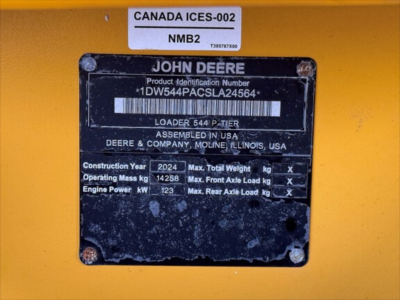 CANADA ICES-002
NMB2
T389787X00
JOHN DEERE
Product Identification Number
*1DW544PACSLA24564*
LOADER 544 P-TIER
ASSEMBLED IN USA
DEERE & COMPANY, MOLINE, ILLINOIS, USA
Construction Year 2024 Max. Total Weight kg X
Operating Mass kg 14258 Max. Front Axle Load kg X
Engine Power kW 123 Max. Rear Axle Load kg X